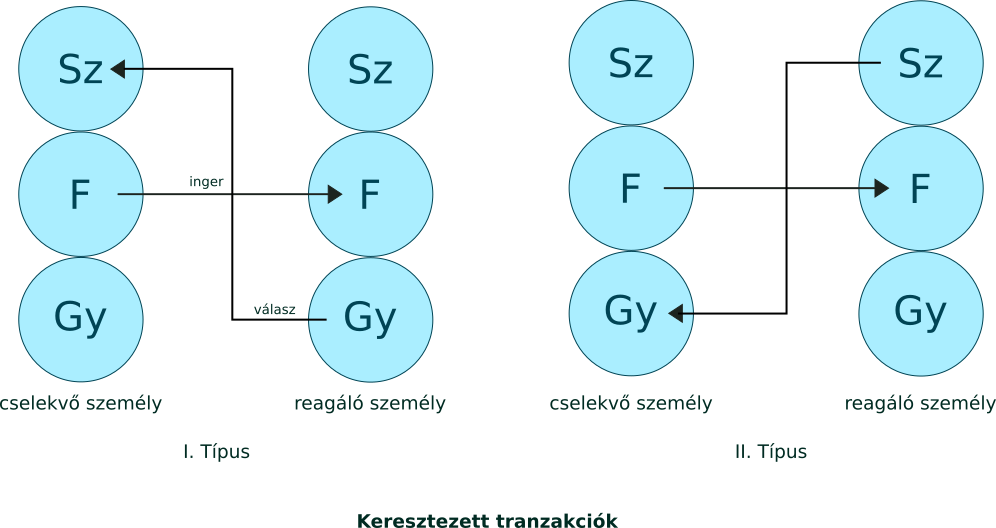 Sz Sz
F inger F
Gy válasz Gy
cselekvő személy reagáló személy
I. Típus
Sz Sz
F F
Gy Gy
cselekvő személy reagáló személy
II. Típus
Keresztezett tranzakciók